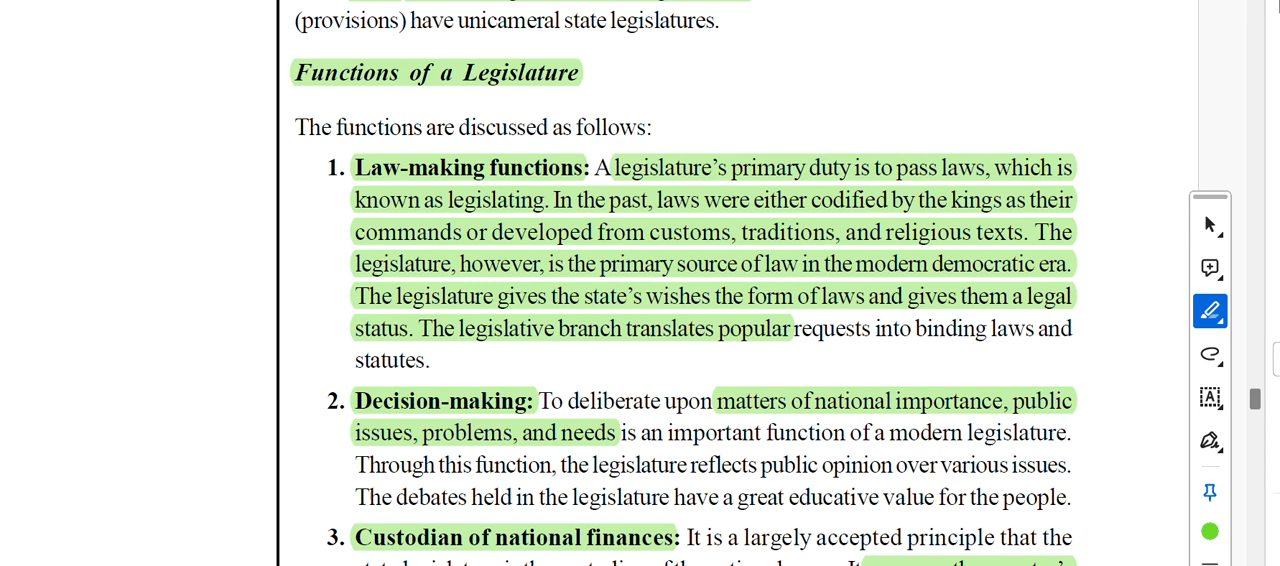 (provisions) have unicameral state legislatures.
Functions of a Legislature
The functions are discussed as follows:
1. Law-making functions: A legislature's primary duty is to pass laws, which is
known as legislating. In the past, laws were either codified by the kings as their
commands or developed from customs, traditions, and religious texts. The
legislature, however, is the primary source of law in the modern democratic era.
The legislature gives the state's wishes the form of laws and gives them a legal
status. The legislative branch translates popular requests into binding laws and
statutes.
2. Decision-making: To deliberate upon matters of national importance, public
issues, problems, and needs is an important function of a modern legislature.
Through this function, the legislature reflects public opinion over various issues.
The debates held in the legislature have a great educative value for the people.
3. Custodian of national finances: It is a largely accepted principle that the